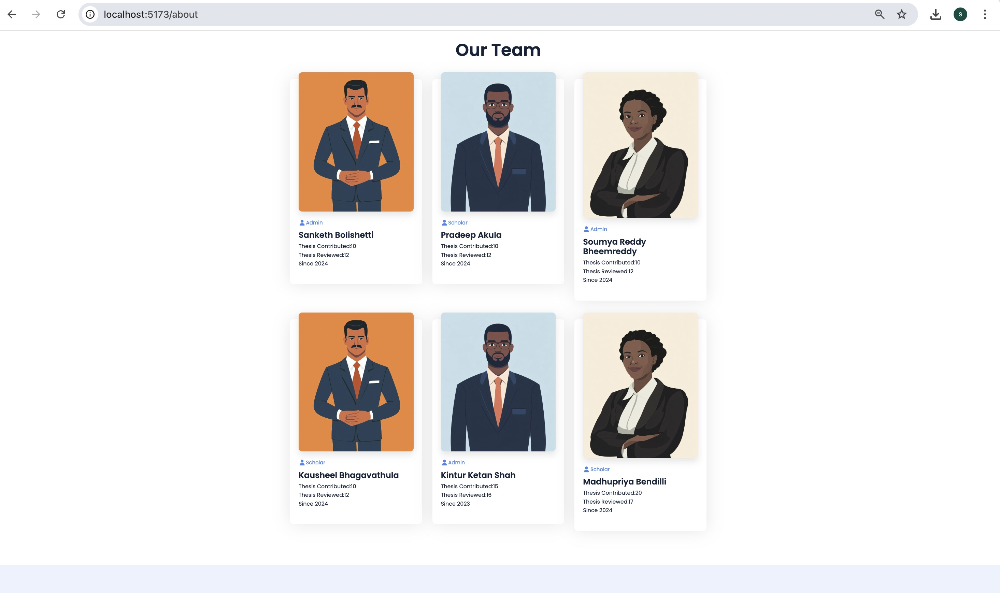 localhost:5173/about
S
Our Team
Admin
Sanketh Bolishetti
Thesis Contributed:10
Thesis Reviewed:12
Since 2024
Scholar
Pradeep Akula
Thesis Contributed:10
Thesis Reviewed:12
Since 2024
Admin
Soumya Reddy
Bheemreddy
Thesis Contributed:10
Thesis Reviewed:12
Since 2024
Scholar
Kausheel Bhagavathula
Thesis Contributed:10
Thesis Reviewed:12
Since 2024
Admin
Kintur Ketan Shah
Thesis Contributed:15
Thesis Reviewed:16
Since 2023
Scholar
Madhupriya Bendilli
Thesis Contributed:20
Thesis Reviewed:17
Since 2024